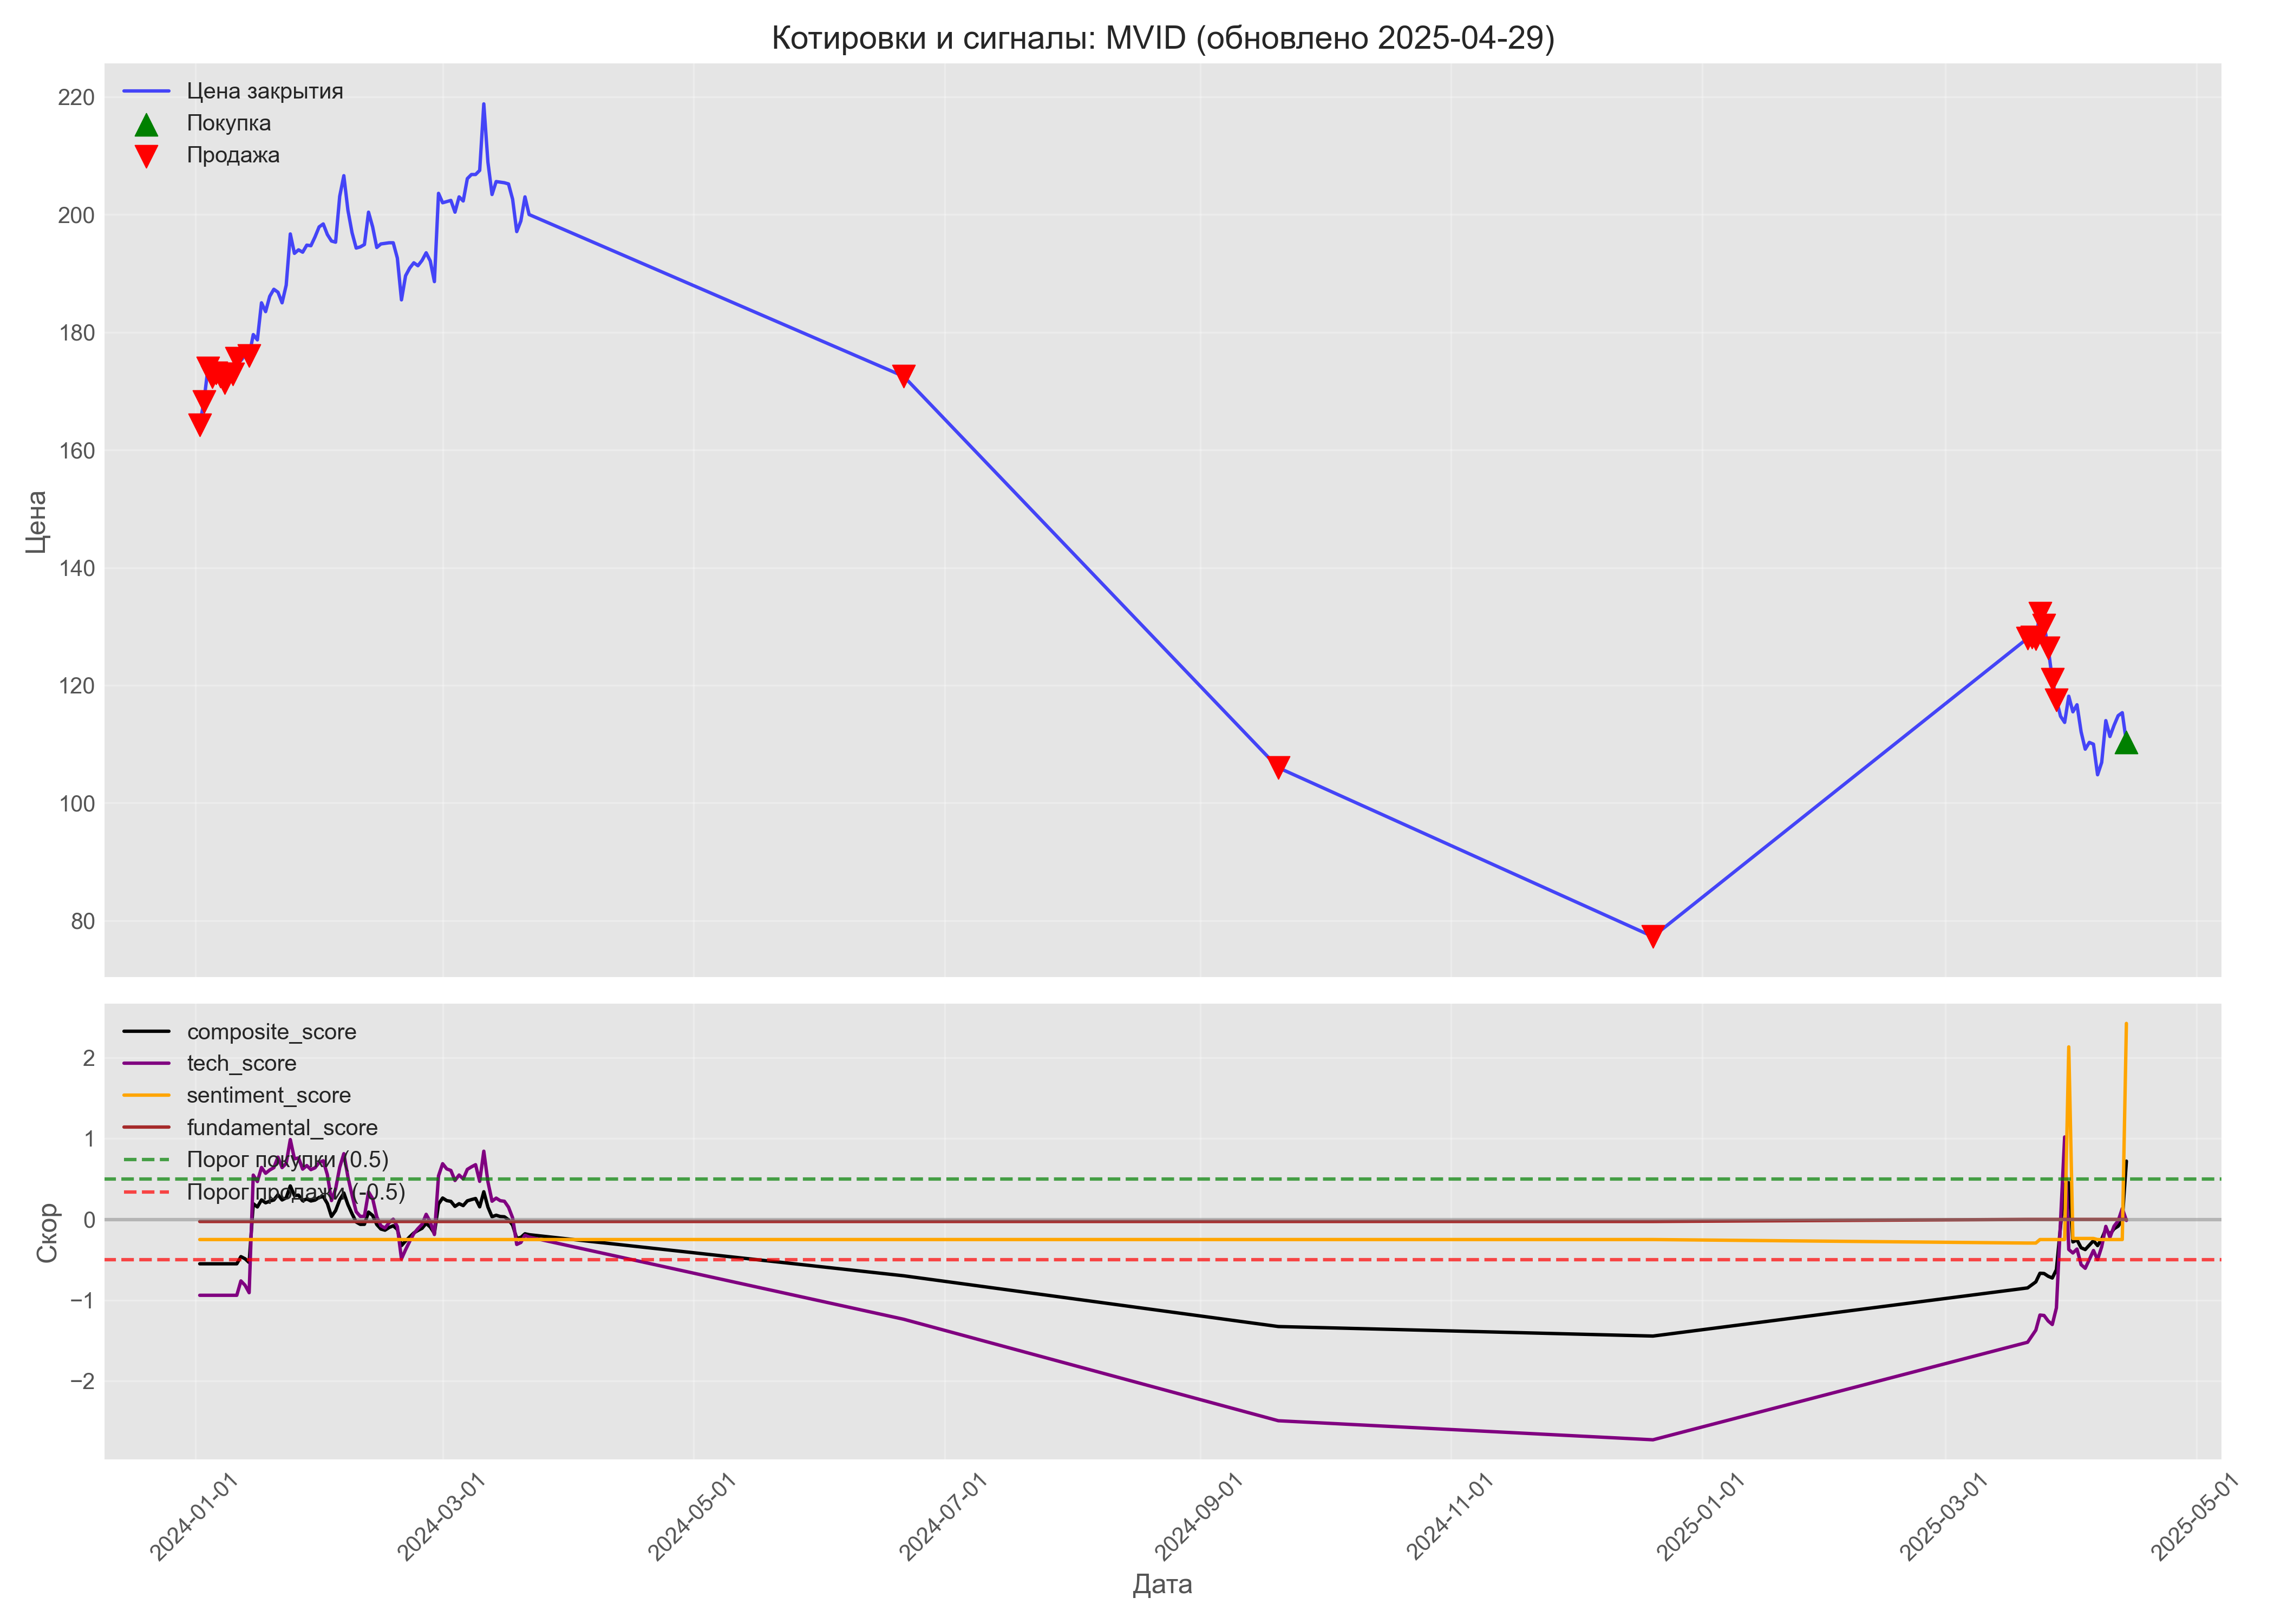 Котировки и сигналы: MVID (обновлено 2025-04-29)
Цена закрытия
Покупка
Продажа
220
200
180
160
140
120
100
80
Цена
composite_score
tech_score
sentiment_score
fundamental_score
Порог покупки (0.5)
Порог продажи (-0.5)
2
1
0
−1
−2
Скор
2024-01-01
2024-03-01
2024-05-01
2024-07-01
2024-09-01
2024-11-01
2025-01-01
2025-03-01
2025-05-01
Дата